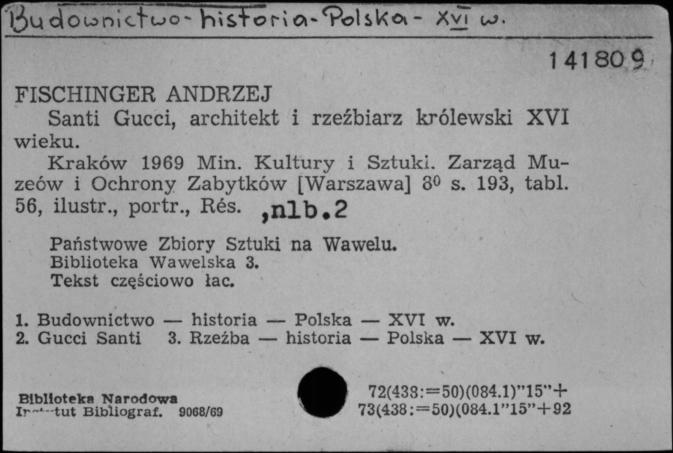 Budownictwo - historia - Polska - XVI w.
141809
FISCHINGER ANDRZEJ
Santi Gucci, architekt i rzeźbiarz królewski XVI
wieku.
Kraków 1969 Min. Kultury i Sztuki. Zarząd Mu-
zeów i Ochrony Zabytków [Warszawa] 8⁰ s. 193, tabl.
56, ilustr., portr., Rés. ,nlb.2
Państwowe Zbiory Sztuki na Wawelu.
Biblioteka Wawelska 3.
Tekst częściowo łac.
1. Budownictwo — historia — Polska — XVI w.
2. Gucci Santi 3. Rzeźba — historia — Polska — XVI w.
Biblioteka Narodowa
72(438:=50)(084.1)"15"+
Bibliograf. 9068/69
73(438:=50)(084.1"15"+92